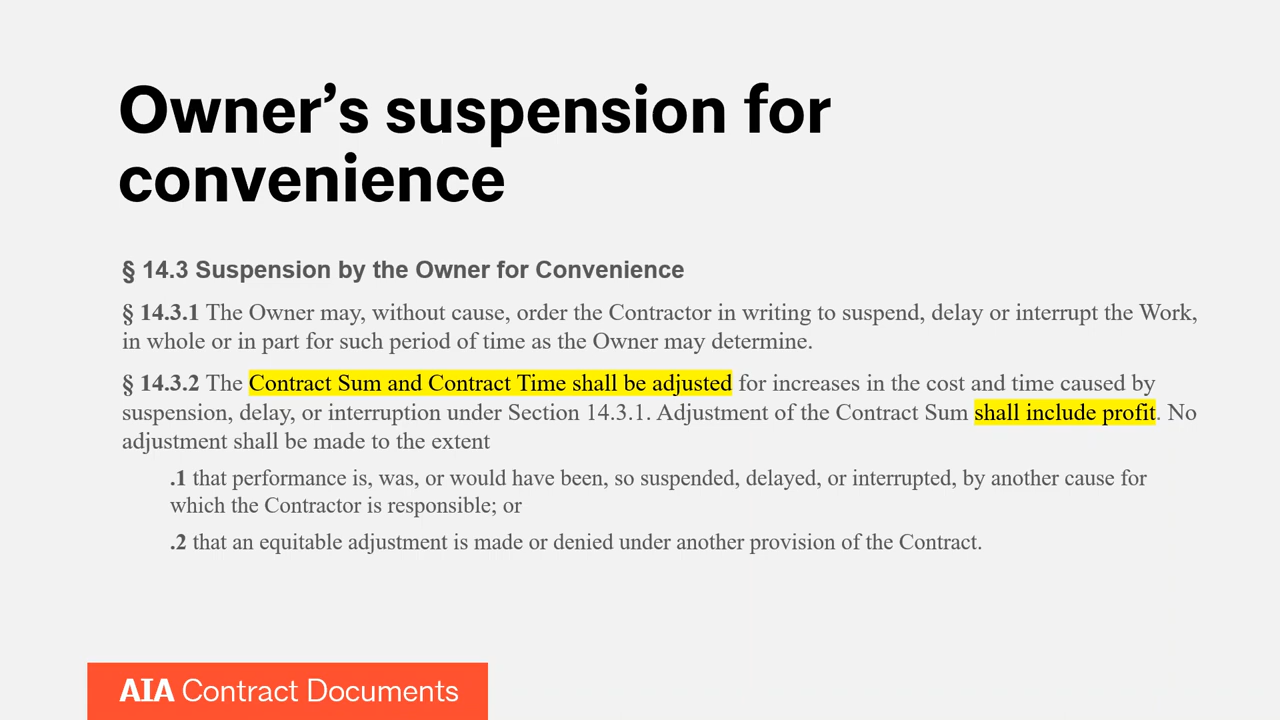 Owner’s suspension for
convenience
§ 14.3 Suspension by the Owner for Convenience
§ 14.3.1 The Owner may, without cause, order the Contractor in writing to suspend, delay or interrupt the Work,
in whole or in part for such period of time as the Owner may determine.
§ 14.3.2 The Contract Sum and Contract Time shall be adjusted for increases in the cost and time caused by
suspension, delay, or interruption under Section 14.3.1. Adjustment of the Contract Sum shall include profit. No
adjustment shall be made to the extent
.1 that performance is, was, or would have been, so suspended, delayed, or interrupted, by another cause for
which the Contractor is responsible; or
.2 that an equitable adjustment is made or denied under another provision of the Contract.
AIA Contract Documents